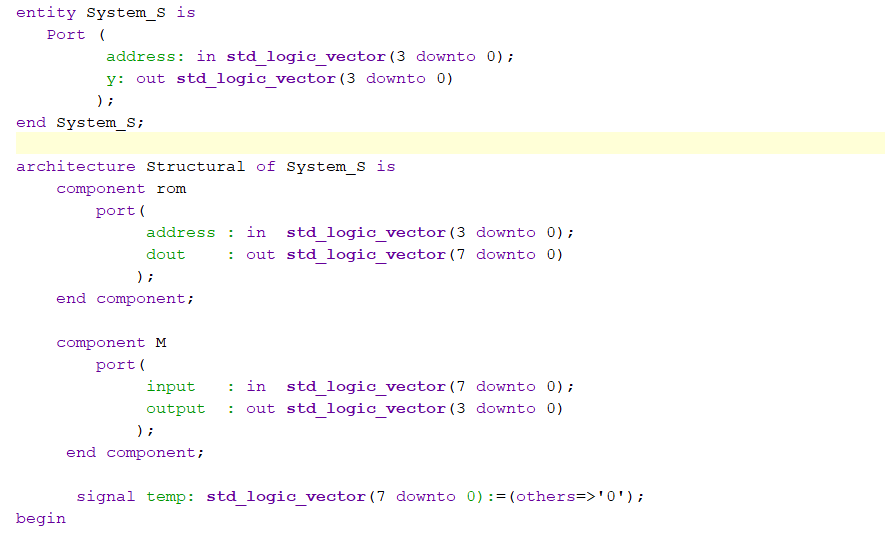 entity System_S is
   Port (
         address: in std_logic_vector(3 downto 0);
         y: out std_logic_vector(3 downto 0)
        );
end System_S;

architecture Structural of System_S is
    component rom
        port(
             address : in  std_logic_vector(3 downto 0);
             dout    : out std_logic_vector(7 downto 0)
            );
    end component;

    component M
        port(
             input   : in  std_logic_vector(7 downto 0);
             output  : out std_logic_vector(3 downto 0)
            );
     end component;

      signal temp: std_logic_vector(7 downto 0):=(others=>'0');
begin